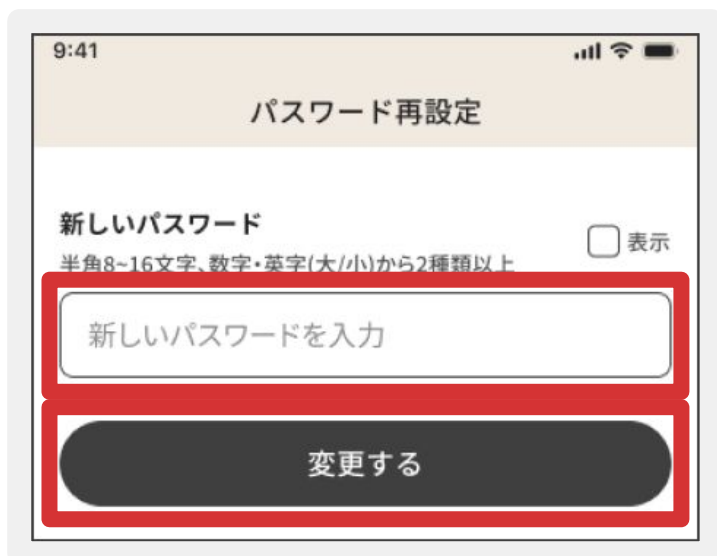 9:41
パスワード再設定
新しいパスワード
表示
半角8~16文字、数字・英字(大/小)から2種類以上
新しいパスワードを入力
変更する